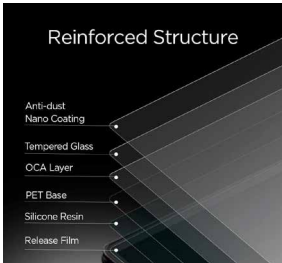 Reinforced Structure
Anti-dust
Nano Coating
Tempered Glass
OCA Layer
PET Base
Silicone Resin
Release Film